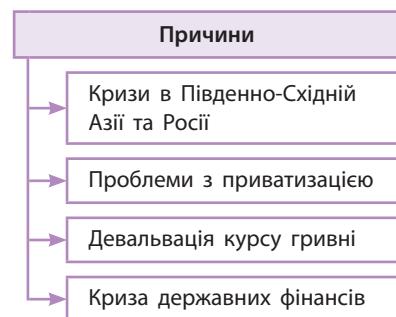 Причини
Кризи в Південно-Східній
Азії та Росії
Проблеми з приватизацією
Девальвація курсу гривні
Криза державних фінансів